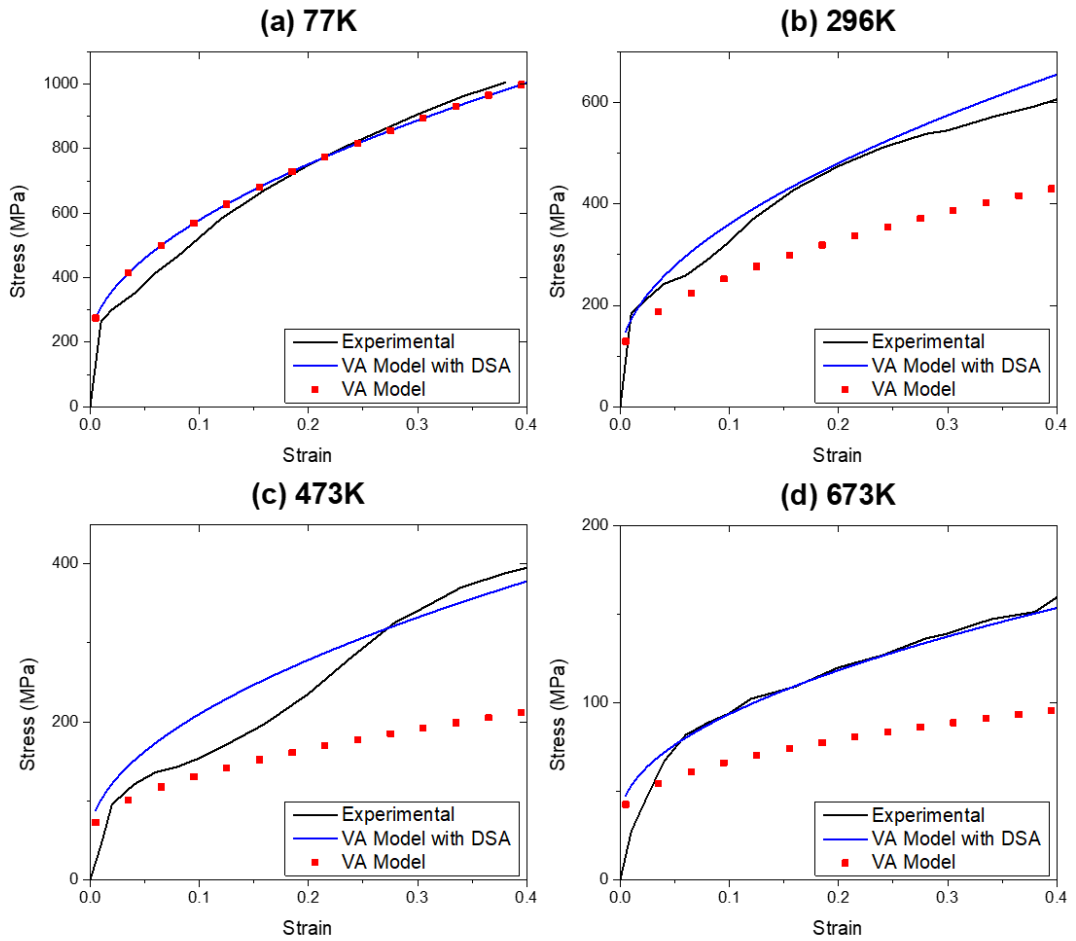 (a) 77K
1000
800
600
400
200
0
0.0 0.1 0.2 0.3 0.4
Stress (MPa)
Strain
Experimental
VA Model with DSA
VA Model
(b) 296K
600
400
200
0
0.0 0.1 0.2 0.3 0.4
Stress (MPa)
Strain
Experimental
VA Model with DSA
VA Model
(c) 473K
400
200
0
0.0 0.1 0.2 0.3 0.4
Stress (MPa)
Strain
Experimental
VA Model with DSA
VA Model
(d) 673K
200
100
0
0.0 0.1 0.2 0.3 0.4
Stress (MPa)
Strain
Experimental
VA Model with DSA
VA Model